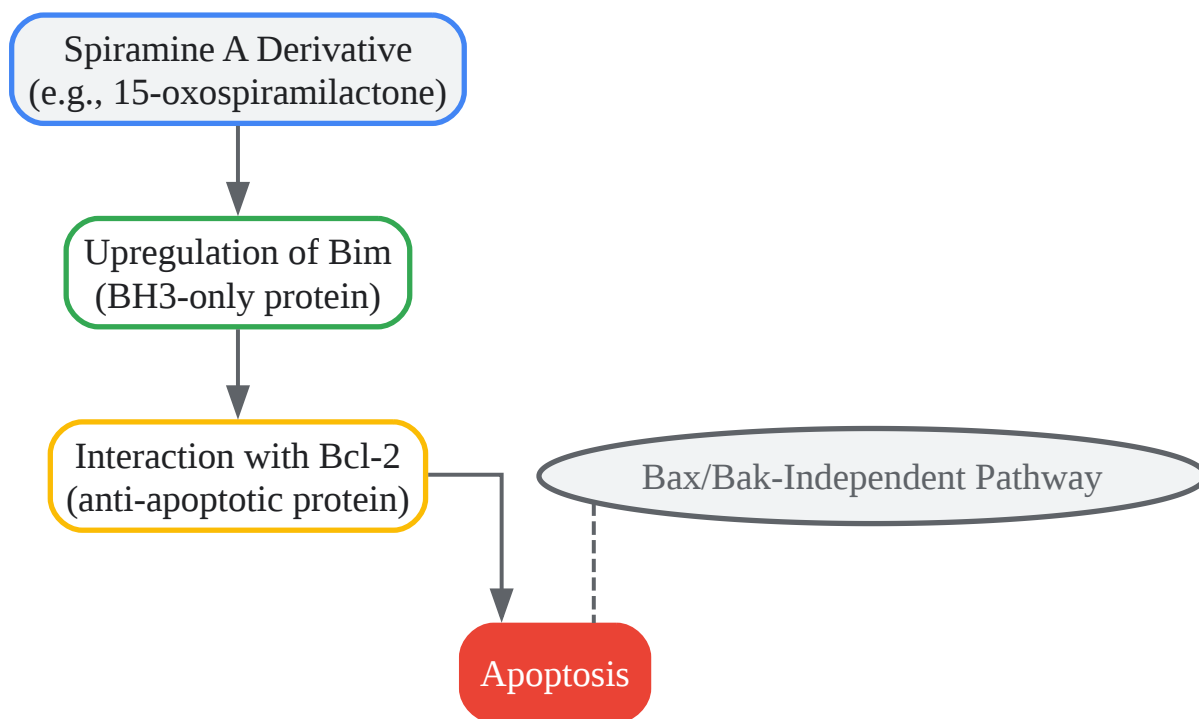 Spiramine A Derivative
(e.g., 15-oxospiramilactone)
Upregulation of Bim
(BH3-only protein)
Interaction with Bcl-2
(anti-apoptotic protein)
Bax/Bak-Independent Pathway
Apoptosis